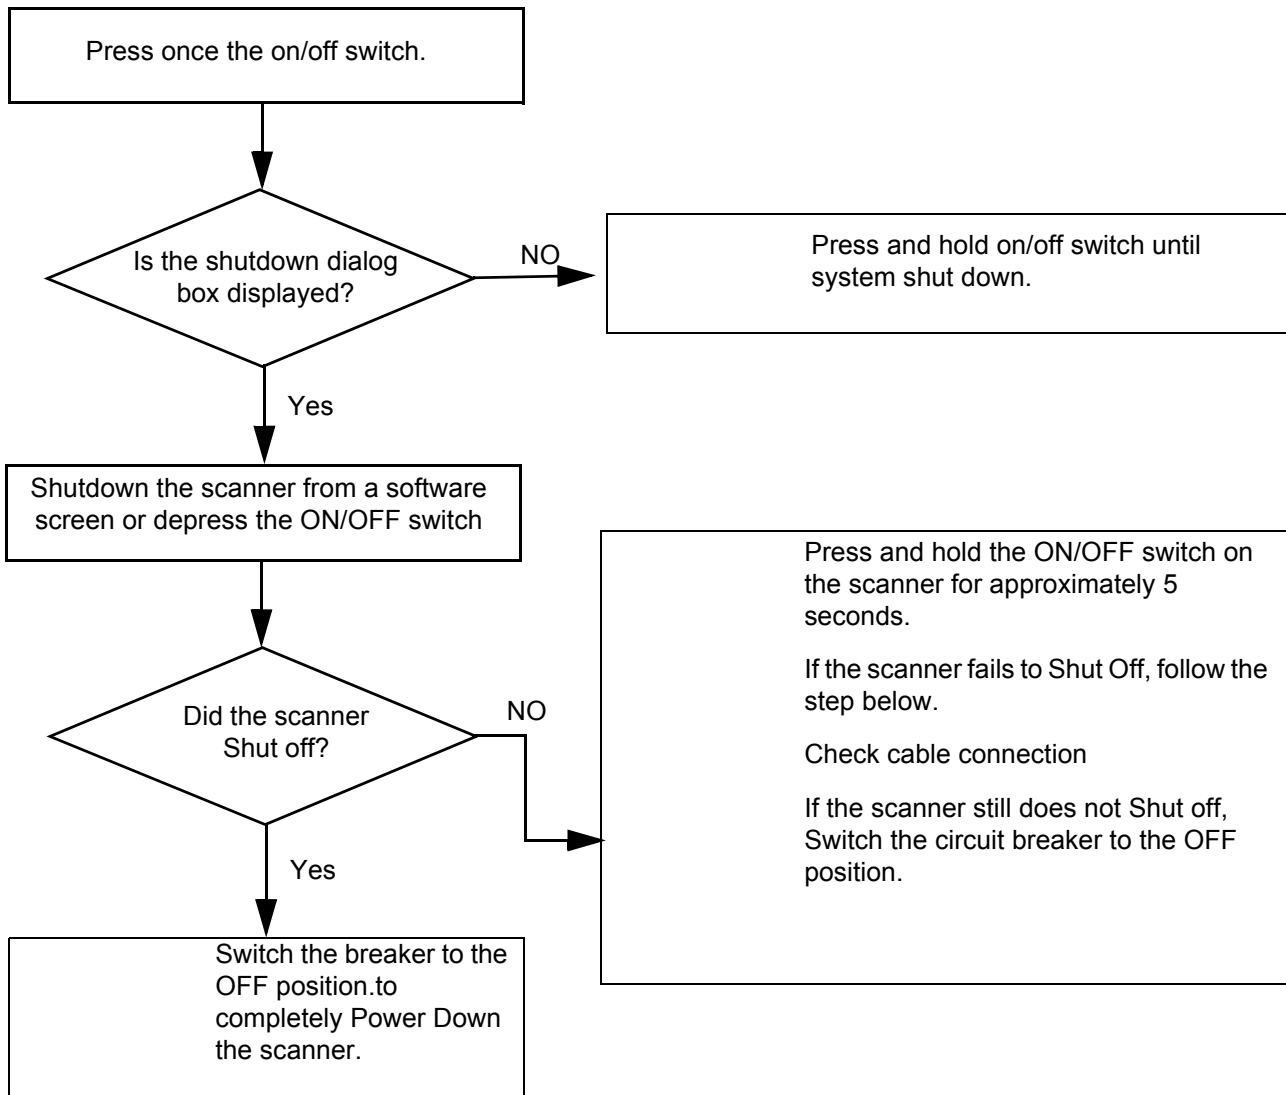 Press once the on/off switch.
Is the shutdown dialog
box displayed?
NO
Press and hold on/off switch until
system shut down.
Yes
Shutdown the scanner from a software
screen or depress the ON/OFF switch
Did the scanner
Shut off?
NO
Press and hold the ON/OFF switch on
the scanner for approximately 5
seconds.
If the scanner fails to Shut Off, follow the
step below.
Check cable connection
If the scanner still does not Shut off,
Switch the circuit breaker to the OFF
position.
Yes
Switch the breaker to the
OFF position.to
completely Power Down
the scanner.